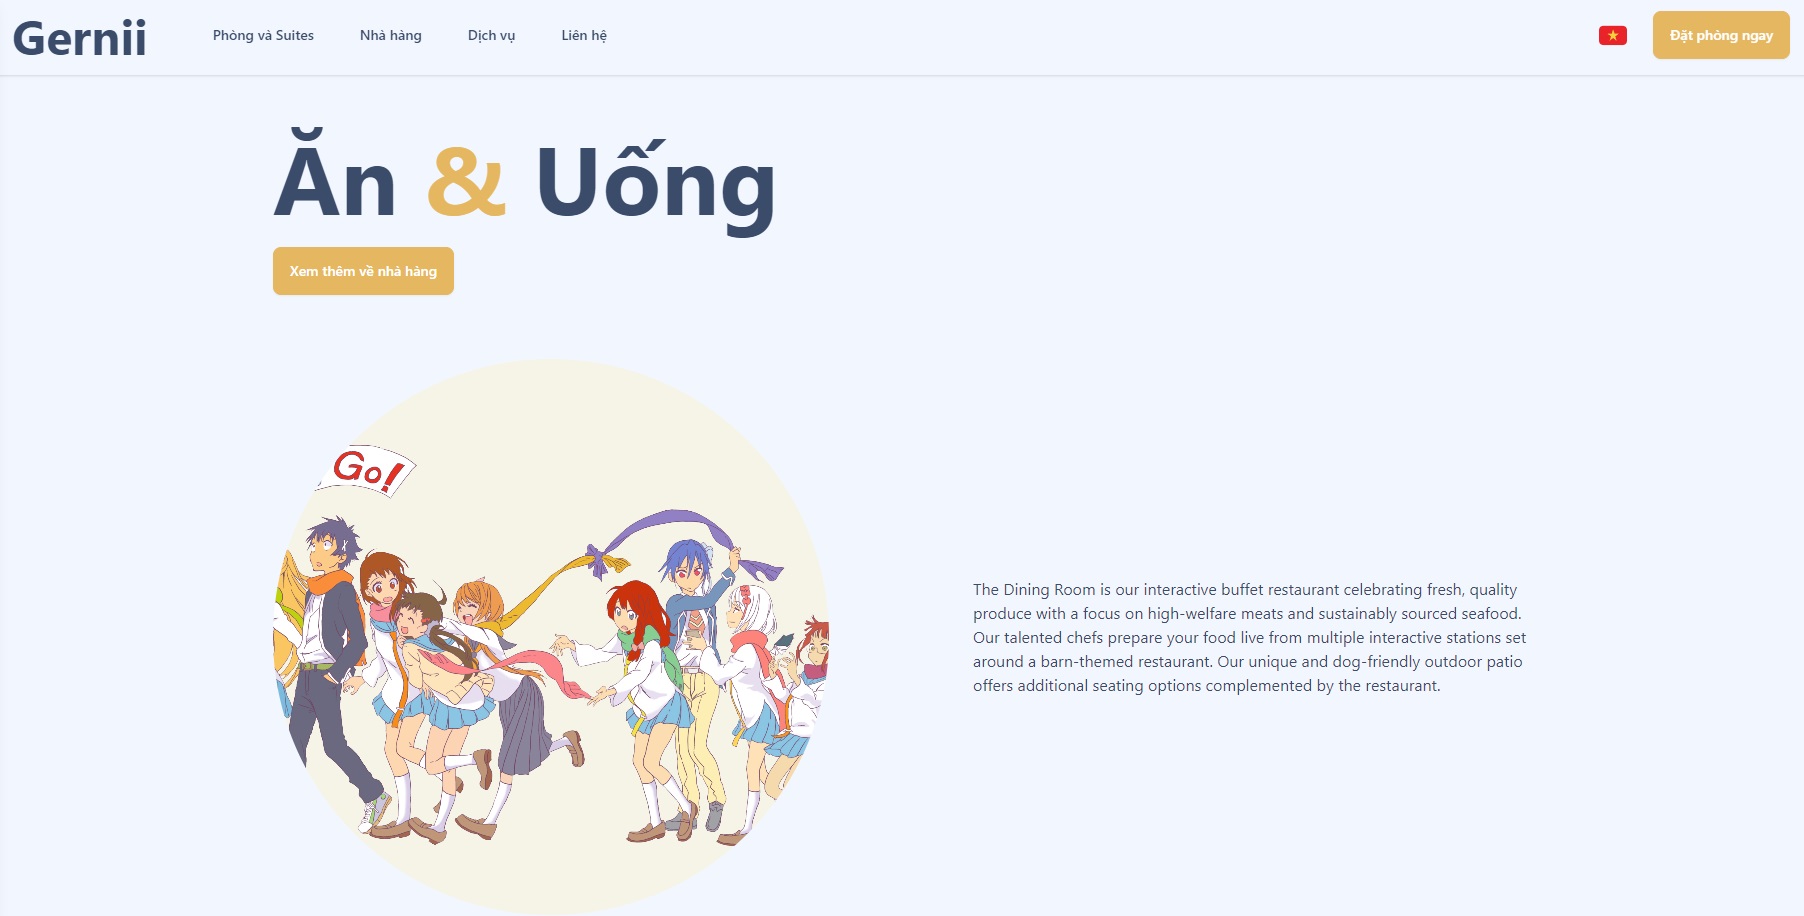 Gernii
Phòng và Suites
Nhà hàng
Dịch vụ
Liên hệ
Đặt phòng ngay
Ăn & Uống
Xem thêm về nhà hàng
Go!
The Dining Room is our interactive buffet restaurant celebrating fresh, quality
produce with a focus on high-welfare meats and sustainably sourced seafood.
Our talented chefs prepare your food live from multiple interactive stations set
around a barn-themed restaurant. Our unique and dog-friendly outdoor patio
offers additional seating options complemented by the restaurant.